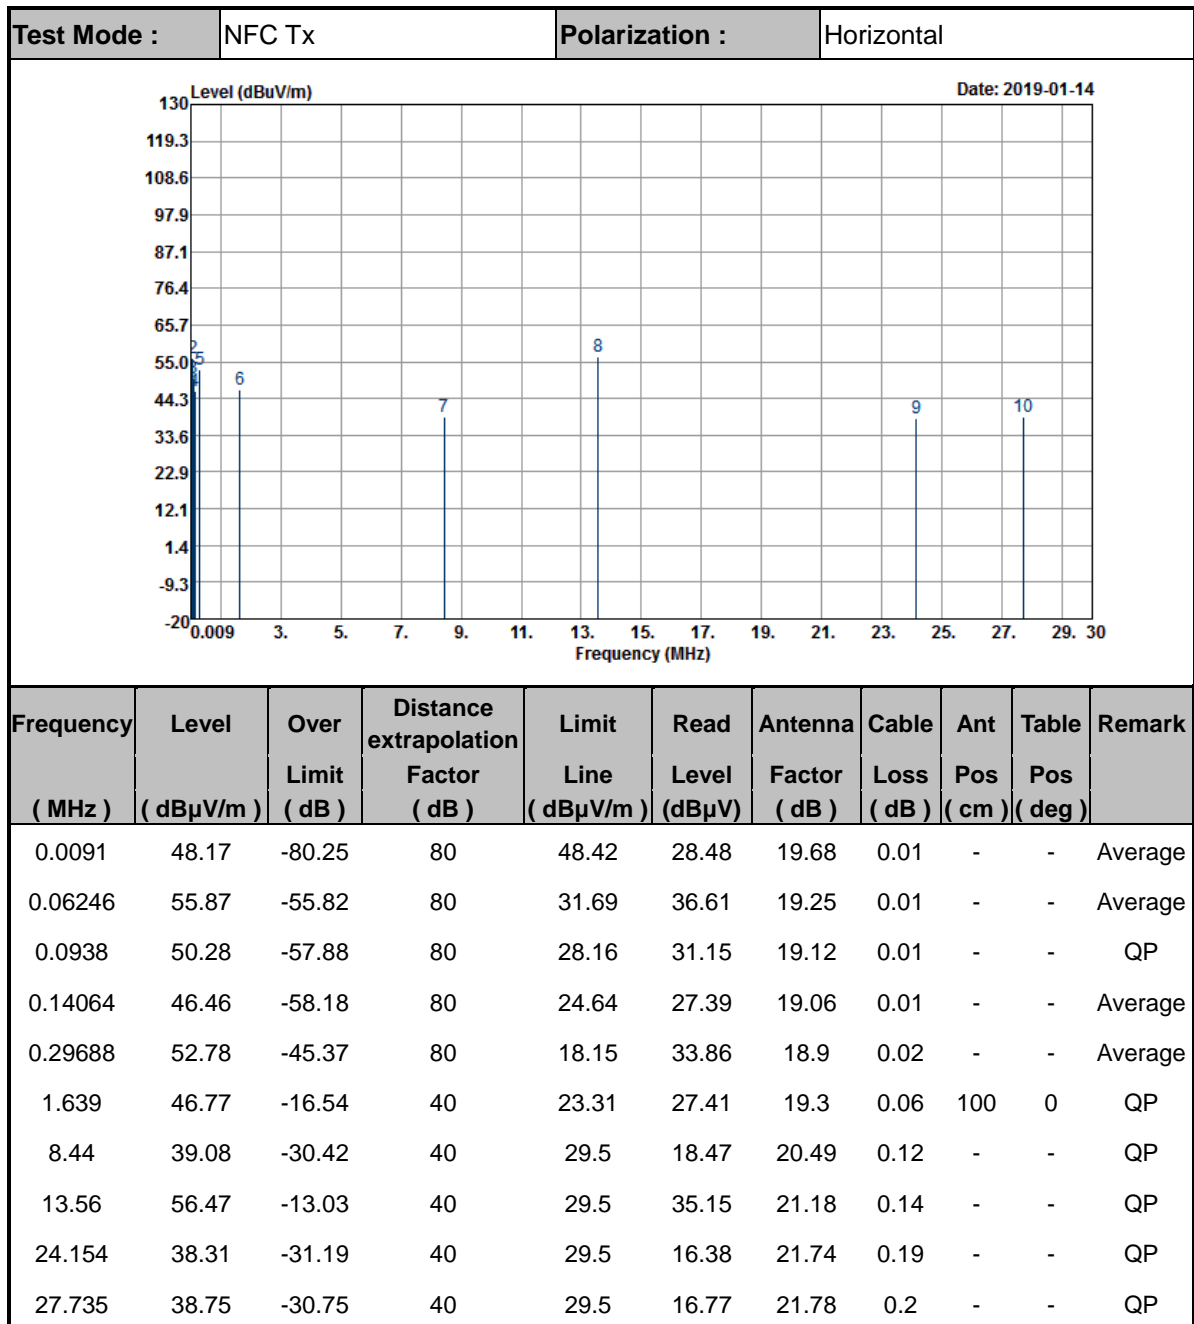 Test Mode : NFC Tx Polarization : Horizontal
Level (dBuV/m) Date: 2019-01-14
130
119.3
108.6
97.9
87.1
76.4
65.7
55.0
44.3
33.6
22.9
12.1
1.4
-9.3
-20
2
5
6
7
8
9
10
0.009 3. 5. 7. 9. 11. 13. 15. 17. 19. 21. 23. 25. 27. 29. 30
Frequency (MHz)
Frequency Level Over Distance extrapolation Limit Read Antenna Cable Ant Table Remark
Limit Factor Line Level Factor Loss Pos Pos
( MHz ) ( dBµV/m ) ( dB ) ( dB ) ( dBµV/m ) (dBµV) ( dB ) ( dB ) ( cm ) ( deg )
0.0091 48.17 -80.25 80 48.42 28.48 19.68 0.01 - - Average
0.06246 55.87 -55.82 80 31.69 36.61 19.25 0.01 - - Average
0.0938 50.28 -57.88 80 28.16 31.15 19.12 0.01 - - QP
0.14064 46.46 -58.18 80 24.64 27.39 19.06 0.01 - - Average
0.29688 52.78 -45.37 80 18.15 33.86 18.9 0.02 - - Average
1.639 46.77 -16.54 40 23.31 27.41 19.3 0.06 100 0 QP
8.44 39.08 -30.42 40 29.5 18.47 20.49 0.12 - - QP
13.56 56.47 -13.03 40 29.5 35.15 21.18 0.14 - - QP
24.154 38.31 -31.19 40 29.5 16.38 21.74 0.19 - - QP
27.735 38.75 -30.75 40 29.5 16.77 21.78 0.2 - - QP